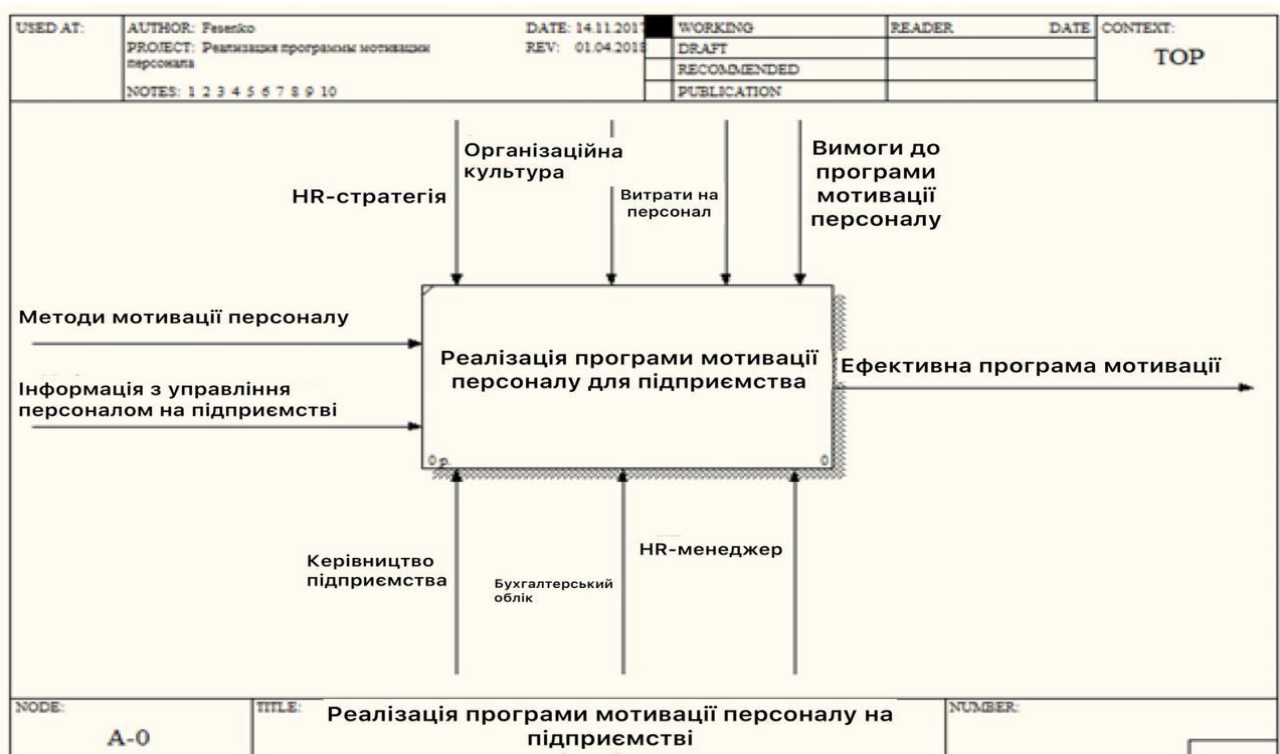 USED AT:
AUTHOR: Fesenko
DATE: 14.11.2017
WORKING
READER
DATE
CONTEXT:
PROJECT: Реализация программы мотивации
персонала
REV: 01.04.2018
DRAFT
TOP
RECOMMENDED
NOTES: 1 2 3 4 5 6 7 8 9 10
PUBLICATION
HR-стратегія
Організаційна
культура
Витрати на
персонал
Вимоги до
програми
мотивації
персоналу
Методи мотивації персоналу
Інформація з управління
персоналом на підприємстві
Реалізація програми мотивації
персоналу для підприємства
0 р.
0
Ефективна програма мотивації
Керівництво
підприємства
Бухгалтерський
облік
HR-менеджер
NODE:
A-0
TITLE:
Реалізація програми мотивації персоналу на
підприємстві
NUMBER: